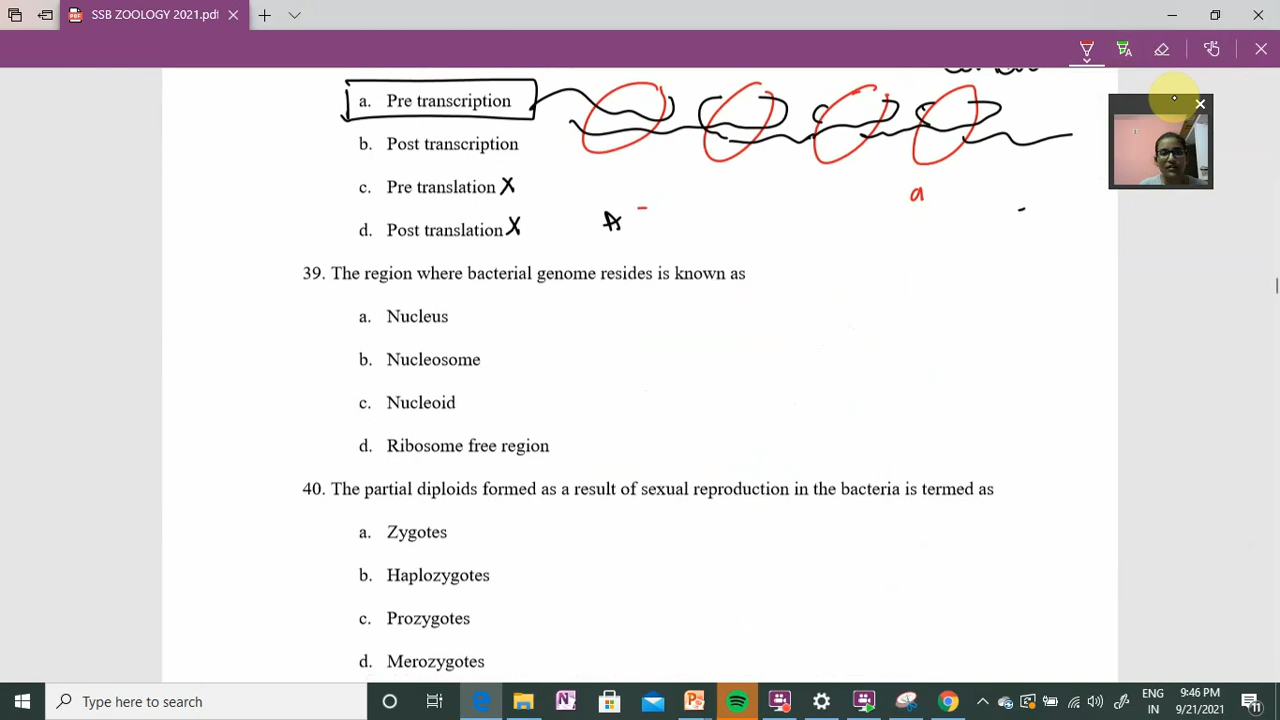 SSB ZOOLOGY 2021.pdf
a. Pre transcription
b. Post transcription
c. Pre translation X
d. Post translation X
A
a
39. The region where bacterial genome resides is known as
a. Nucleus
b. Nucleosome
c. Nucleoid
d. Ribosome free region
40. The partial diploids formed as a result of sexual reproduction in the bacteria is termed as
a. Zygotes
b. Haplozygotes
c. Prozygotes
d. Merozygotes
Type here to search
ENG
IN
9:46 PM
9/21/2021
11